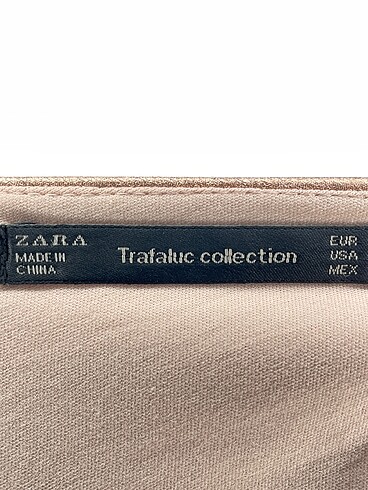 ZARA
MADE IN
CHINA
Trafaluc collection
EUR
USA
MEX